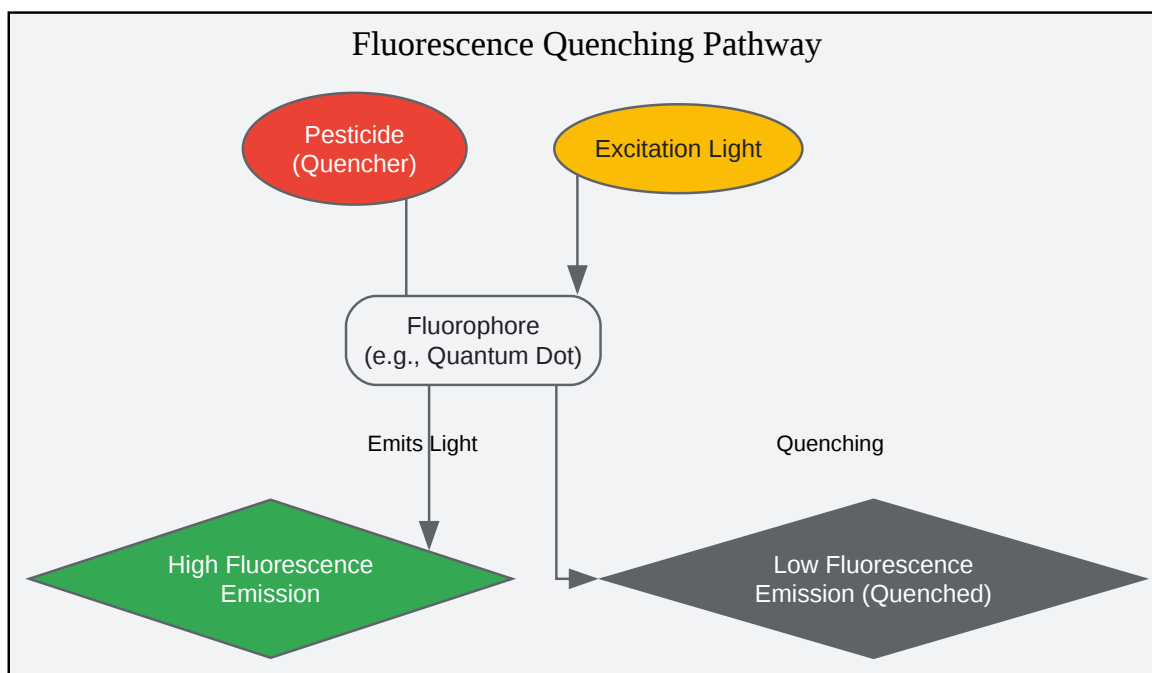 Fluorescence Quenching Pathway
Pesticide
(Quencher)
Excitation Light
Fluorophore
(e.g., Quantum Dot)
Emits Light
Quenching
High Fluorescence
Emission
Low Fluorescence
Emission (Quenched)